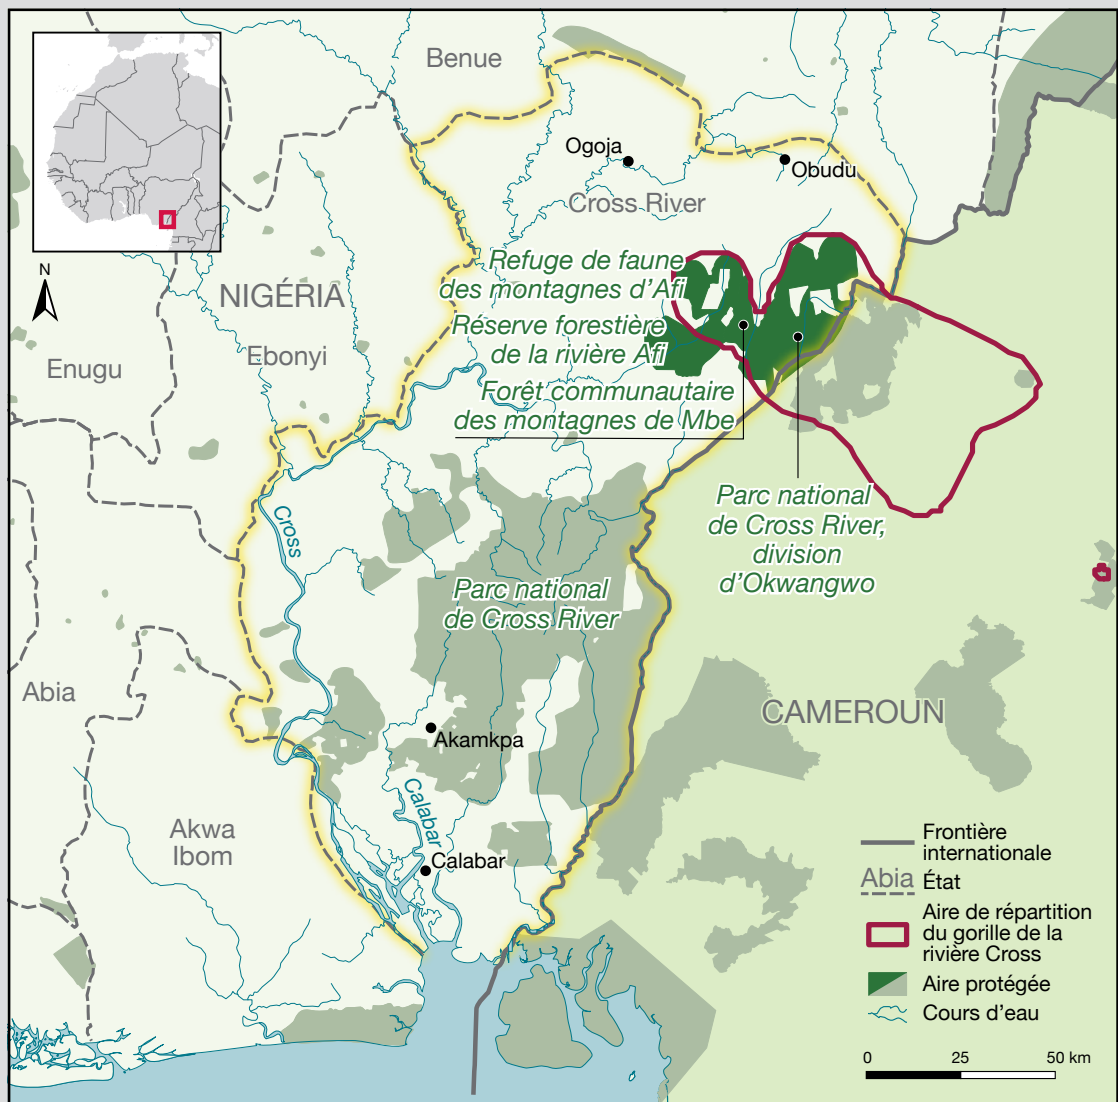 Benue
Ogoja
Obudu
Cross River
Refuge de faune
des montagnes d'Afi
N
NIGÉRIA
Réserve forestière
de la rivière Afi
Ebonyi
Enugu
Forêt communautaire
des montagnes de Mbe
Parc national
de Cross River,
division
d'Okwangwo
Cross
Parc national
de Cross River
Abia
CAMEROUN
Akamkpa
Calabar
Akwa
Ibom
Calabar
Frontière
internationale
Abia État
Aire de répartition
du gorille de la
rivière Cross
Aire protégée
Cours d'eau
0 25 50 km